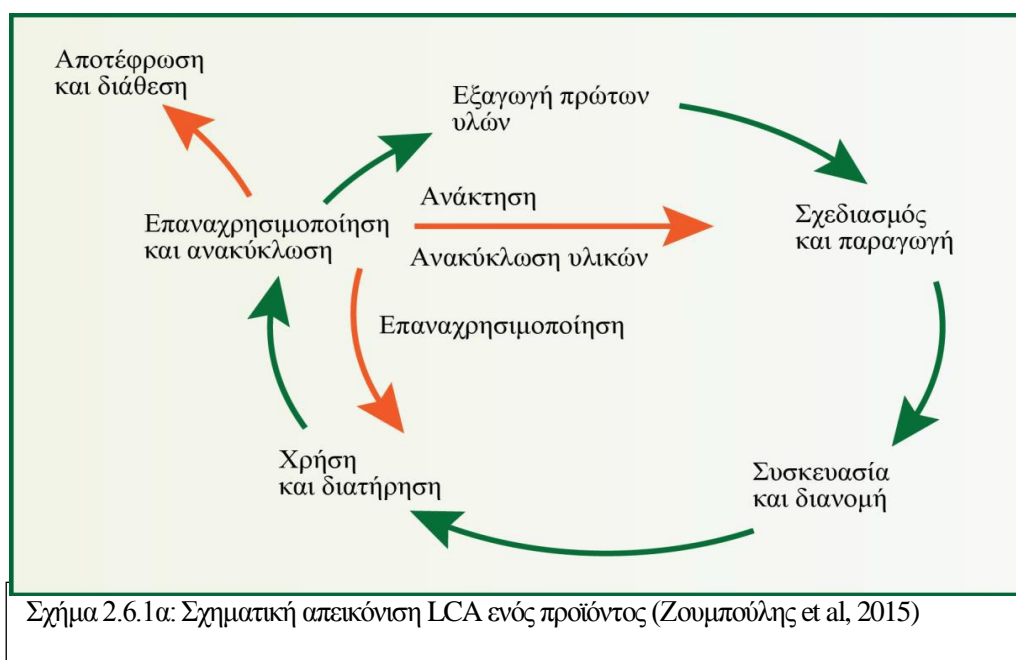 Αποτέφρωση
και διάθεση
Εξαγωγή πρώτων
υλών
Ανάκτηση
Ανακύκλωση υλικών
Επαναχρησιμοποίηση
και ανακύκλωση
Σχεδιασμός
και παραγωγή
Επαναχρησιμοποίηση
Χρήση
και διατήρηση
Συσκευασία
και διανομή
Σχήμα 2.6.1α: Σχηματική απεικόνιση LCA ενός προϊόντος (Ζουμπούλης et al, 2015)